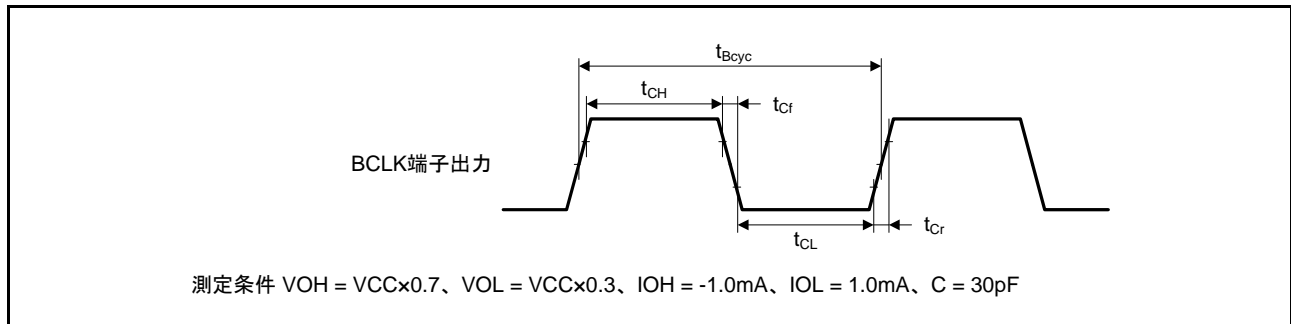 tBcyc
tCH
tCf
BCLK端子出力
tCL
tCr
測定条件 VOH = VCC×0.7、VOL = VCC×0.3、IOH = -1.0mA、IOL = 1.0mA、C = 30pF